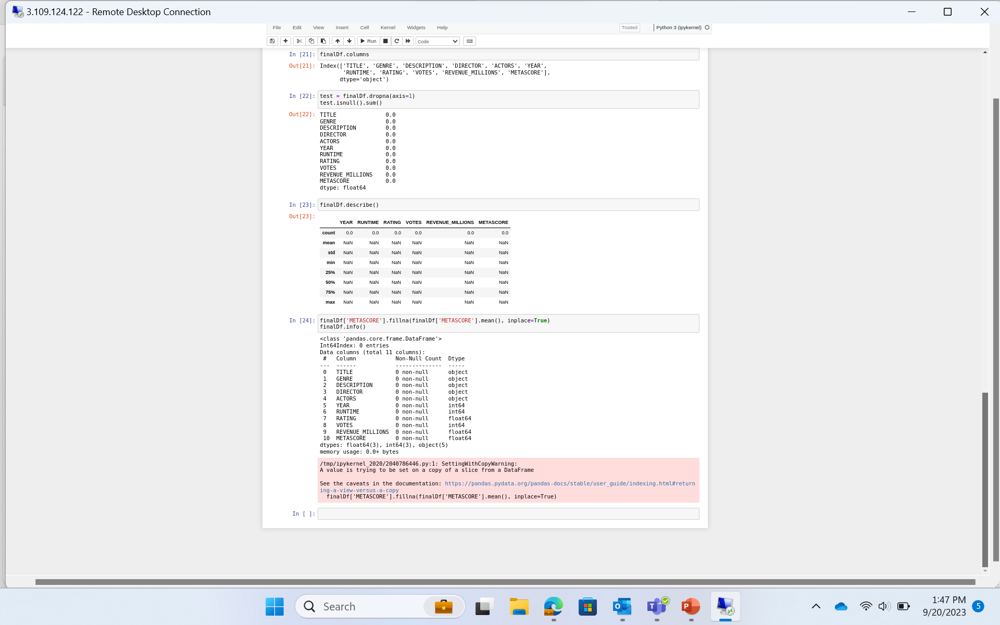 3.109.124.122 - Remote Desktop Connection
File Edit View Insert Cell Kernel Widgets Help Trusted Python 3 (ipykernel)
Run Code
In [21]: finalDf.columns
Out[21]: Index(['TITLE', 'GENRE', 'DESCRIPTION', 'DIRECTOR', 'ACTORS', 'YEAR',
'RUNTIME', 'RATING', 'VOTES', 'REVENUE_MILLIONS', 'METASCORE'],
dtype='object')
In [22]: test = finalDf.dropna(axis=1)
test.isnull().sum()
Out[22]: TITLE 0.0
GENRE 0.0
DESCRIPTION 0.0
DIRECTOR 0.0
ACTORS 0.0
YEAR 0.0
RUNTIME 0.0
RATING 0.0
VOTES 0.0
REVENUE_MILLIONS 0.0
METASCORE 0.0
dtype: float64
In [23]: finalDf.describe()
Out[23]:
YEAR RUNTIME RATING VOTES REVENUE_MILLIONS METASCORE
count 0.0 0.0 0.0 0.0 0.0 0.0
mean NaN NaN NaN NaN NaN NaN
std NaN NaN NaN NaN NaN NaN
min NaN NaN NaN NaN NaN NaN
25% NaN NaN NaN NaN NaN NaN
50% NaN NaN NaN NaN NaN NaN
75% NaN NaN NaN NaN NaN NaN
max NaN NaN NaN NaN NaN NaN
In [24]: finalDf['METASCORE'].fillna(finalDf['METASCORE'].mean(), inplace=True)
finalDf.info()
<class 'pandas.core.frame.DataFrame'>
Int64Index: 0 entries
Data columns (total 11 columns):
# Column Non-Null Count Dtype
--- ------ -------------- -----
0 TITLE 0 non-null object
1 GENRE 0 non-null object
2 DESCRIPTION 0 non-null object
3 DIRECTOR 0 non-null object
4 ACTORS 0 non-null object
5 YEAR 0 non-null int64
6 RUNTIME 0 non-null int64
7 RATING 0 non-null float64
8 VOTES 0 non-null int64
9 REVENUE_MILLIONS 0 non-null float64
10 METASCORE 0 non-null float64
dtypes: float64(3), int64(3), object(5)
memory usage: 0.0+ bytes
/tmp/ipykernel_2020/2040786446.py:1: SettingWithCopyWarning:
A value is trying to be set on a copy of a slice from a DataFrame
See the caveats in the documentation: https://pandas.pydata.org/pandas-docs/stable/user_guide/indexing.html#return
ing-a-view-versus-a-copy
finalDf['METASCORE'].fillna(finalDf['METASCORE'].mean(), inplace=True)
In [ ]:
Search
1:47 PM
9/20/2023
5